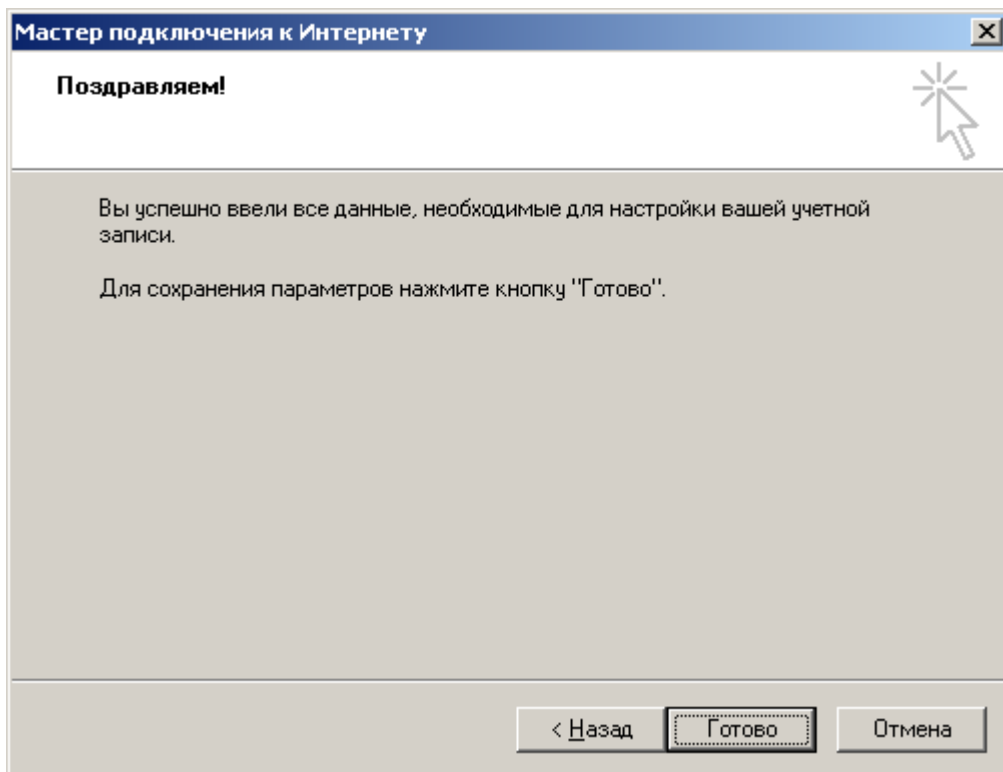 Мастер подключения к Интернету
Поздравляем!
Вы успешно ввели все данные, необходимые для настройки вашей учетной
записи.
Для сохранения параметров нажмите кнопку "Готово".
< Назад
Готово
Отмена